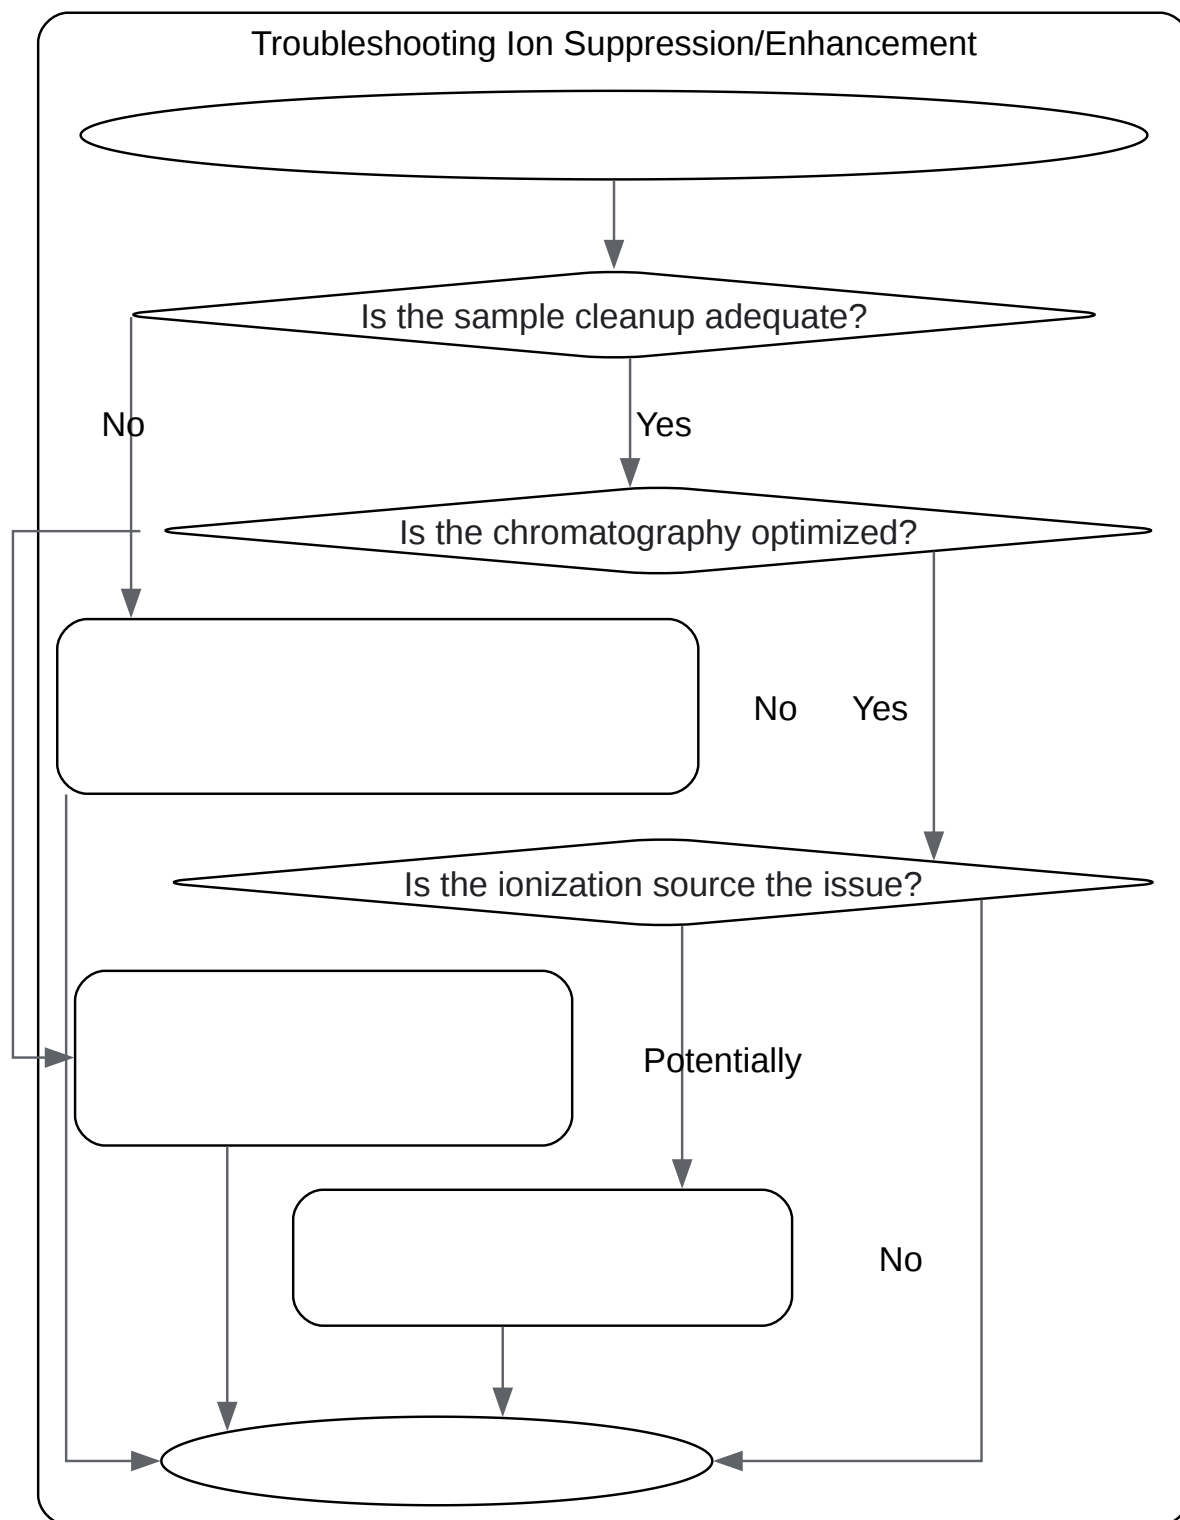 Troubleshooting Ion Suppression/Enhancement
Is the sample cleanup adequate?
No
Yes
Is the chromatography optimized?
No
Yes
Is the ionization source the issue?
Potentially
No